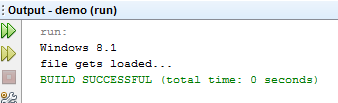 Output - demo (run)
run:
Windows 8.1
file gets loaded...
BUILD SUCCESSFUL (total time: 0 seconds)